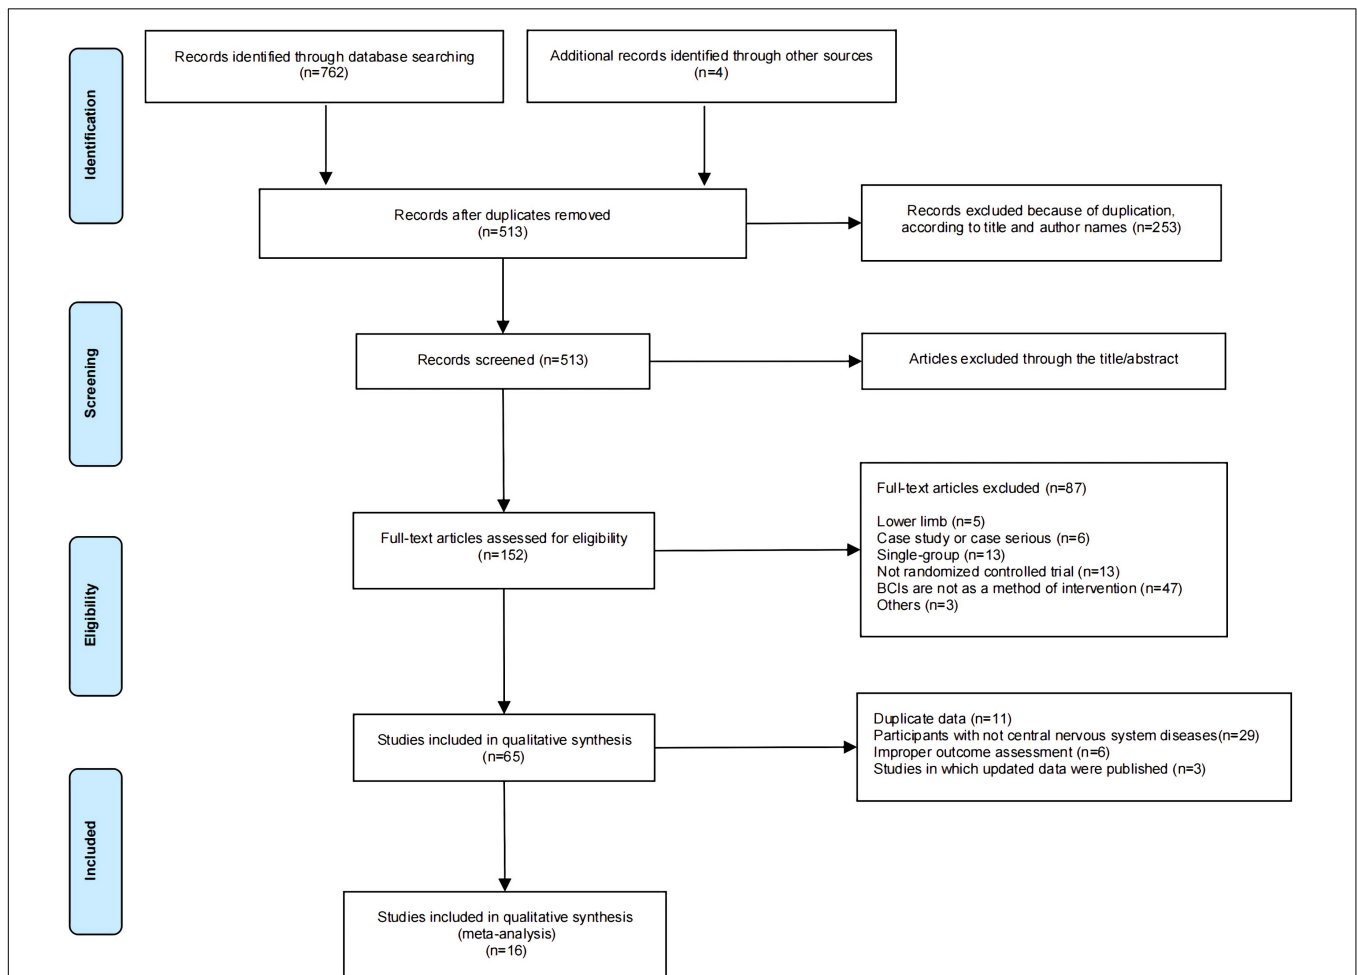 Identification
Records identified through database searching
(n=762)
Additional records identified through other sources
(n=4)
Records after duplicates removed
(n=513)
Records excluded because of duplication,
according to title and author names (n=253)
Screening
Records screened (n=513)
Articles excluded through the title/abstract
Eligibility
Full-text articles assessed for eligibility
(n=152)
Full-text articles excluded (n=87)
Lower limb (n=5)
Case study or case serious (n=6)
Single-group (n=13)
Not randomized controlled trial (n=13)
BCIs are not as a method of intervention (n=47)
Others (n=3)
Studies included in qualitative synthesis
(n=65)
Duplicate data (n=11)
Participants with not central nervous system diseases(n=29)
Improper outcome assessment (n=6)
Studies in which updated data were published (n=3)
Included
Studies included in qualitative synthesis
(meta-analysis)
(n=16)